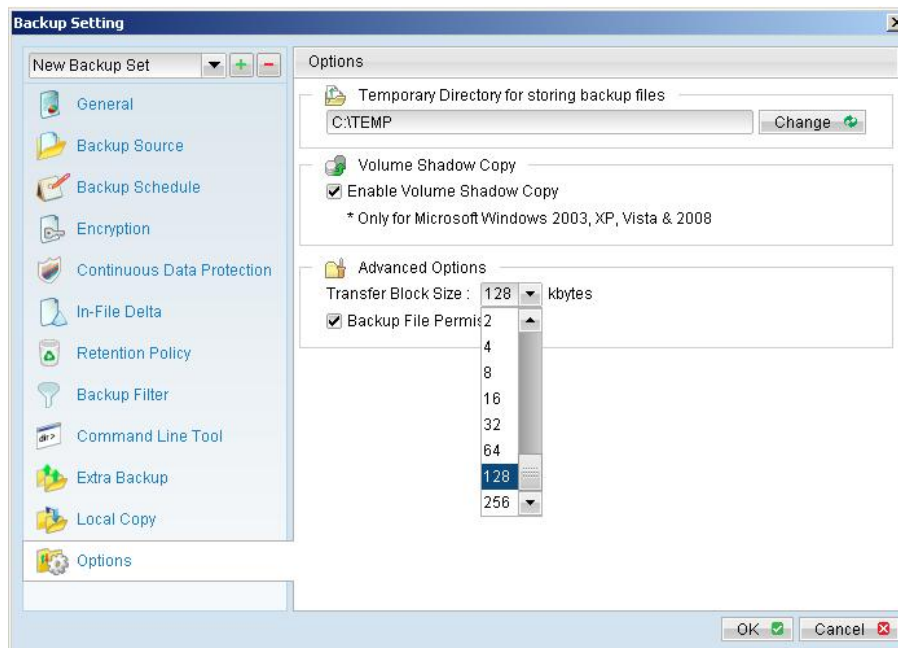 Backup Setting
New Backup Set
General
Backup Source
Backup Schedule
Encryption
Continuous Data Protection
In-File Delta
Retention Policy
Backup Filter
Command Line Tool
Extra Backup
Local Copy
Options
Options
Temporary Directory for storing backup files
C:\TEMP
Change
Volume Shadow Copy
Enable Volume Shadow Copy
* Only for Microsoft Windows 2003, XP, Vista & 2008
Advanced Options
Transfer Block Size : 128 kbytes
Backup File Permis
2
4
8
16
32
64
128
256
OK
Cancel